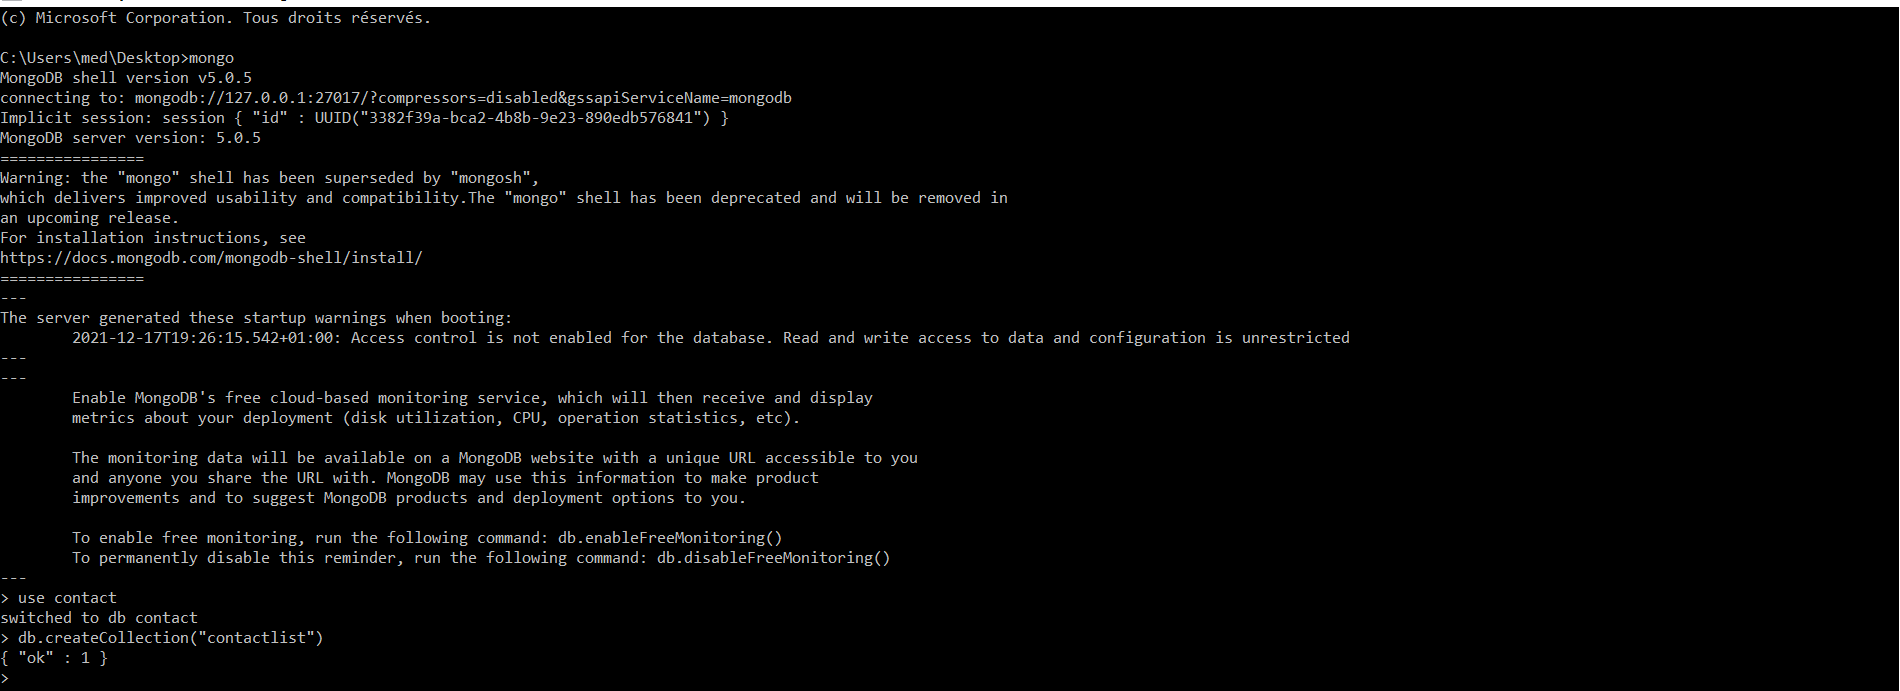 (c) Microsoft Corporation. Tous droits réservés.
C:\Users\med\Desktop>mongo
MongoDB shell version v5.0.5
connecting to: mongodb://127.0.0.1:27017/?compressors=disabled&gssapiServiceName=mongodb
Implicit session: session { "id" : UUID("3382f39a-bca2-4b8b-9e23-890edb576841") }
MongoDB server version: 5.0.5
================
Warning: the "mongo" shell has been superseded by "mongosh",
which delivers improved usability and compatibility.The "mongo" shell has been deprecated and will be removed in
an upcoming release.
For installation instructions, see
https://docs.mongodb.com/mongodb-shell/install/
================
---
The server generated these startup warnings when booting:
2021-12-17T19:26:15.542+01:00: Access control is not enabled for the database. Read and write access to data and configuration is unrestricted
---
---
Enable MongoDB's free cloud-based monitoring service, which will then receive and display
metrics about your deployment (disk utilization, CPU, operation statistics, etc).
The monitoring data will be available on a MongoDB website with a unique URL accessible to you
and anyone you share the URL with. MongoDB may use this information to make product
improvements and to suggest MongoDB products and deployment options to you.
To enable free monitoring, run the following command: db.enableFreeMonitoring()
To permanently disable this reminder, run the following command: db.disableFreeMonitoring()
---
> use contact
switched to db contact
> db.createCollection("contactlist")
{ "ok" : 1 }
>